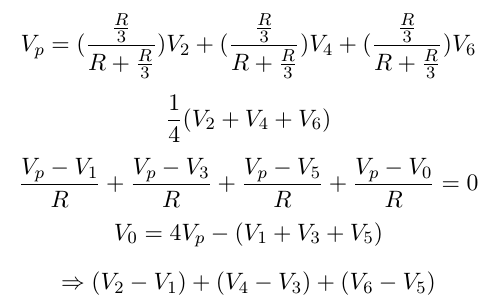 $V_p = (\frac{\frac{R}{3}}{R + \frac{R}{3}})V_2 + (\frac{\frac{R}{3}}{R + \frac{R}{3}})V_4 + (\frac{\frac{R}{3}}{R + \frac{R}{3}})V_6$
$\frac{1}{4}(V_2 + V_4 + V_6)$
$\frac{V_p - V_1}{R} + \frac{V_p - V_3}{R} + \frac{V_p - V_5}{R} + \frac{V_p - V_0}{R} = 0$
$V_0 = 4V_p - (V_1 + V_3 + V_5)$
$\Rightarrow (V_2 - V_1) + (V_4 - V_3) + (V_6 - V_5)$